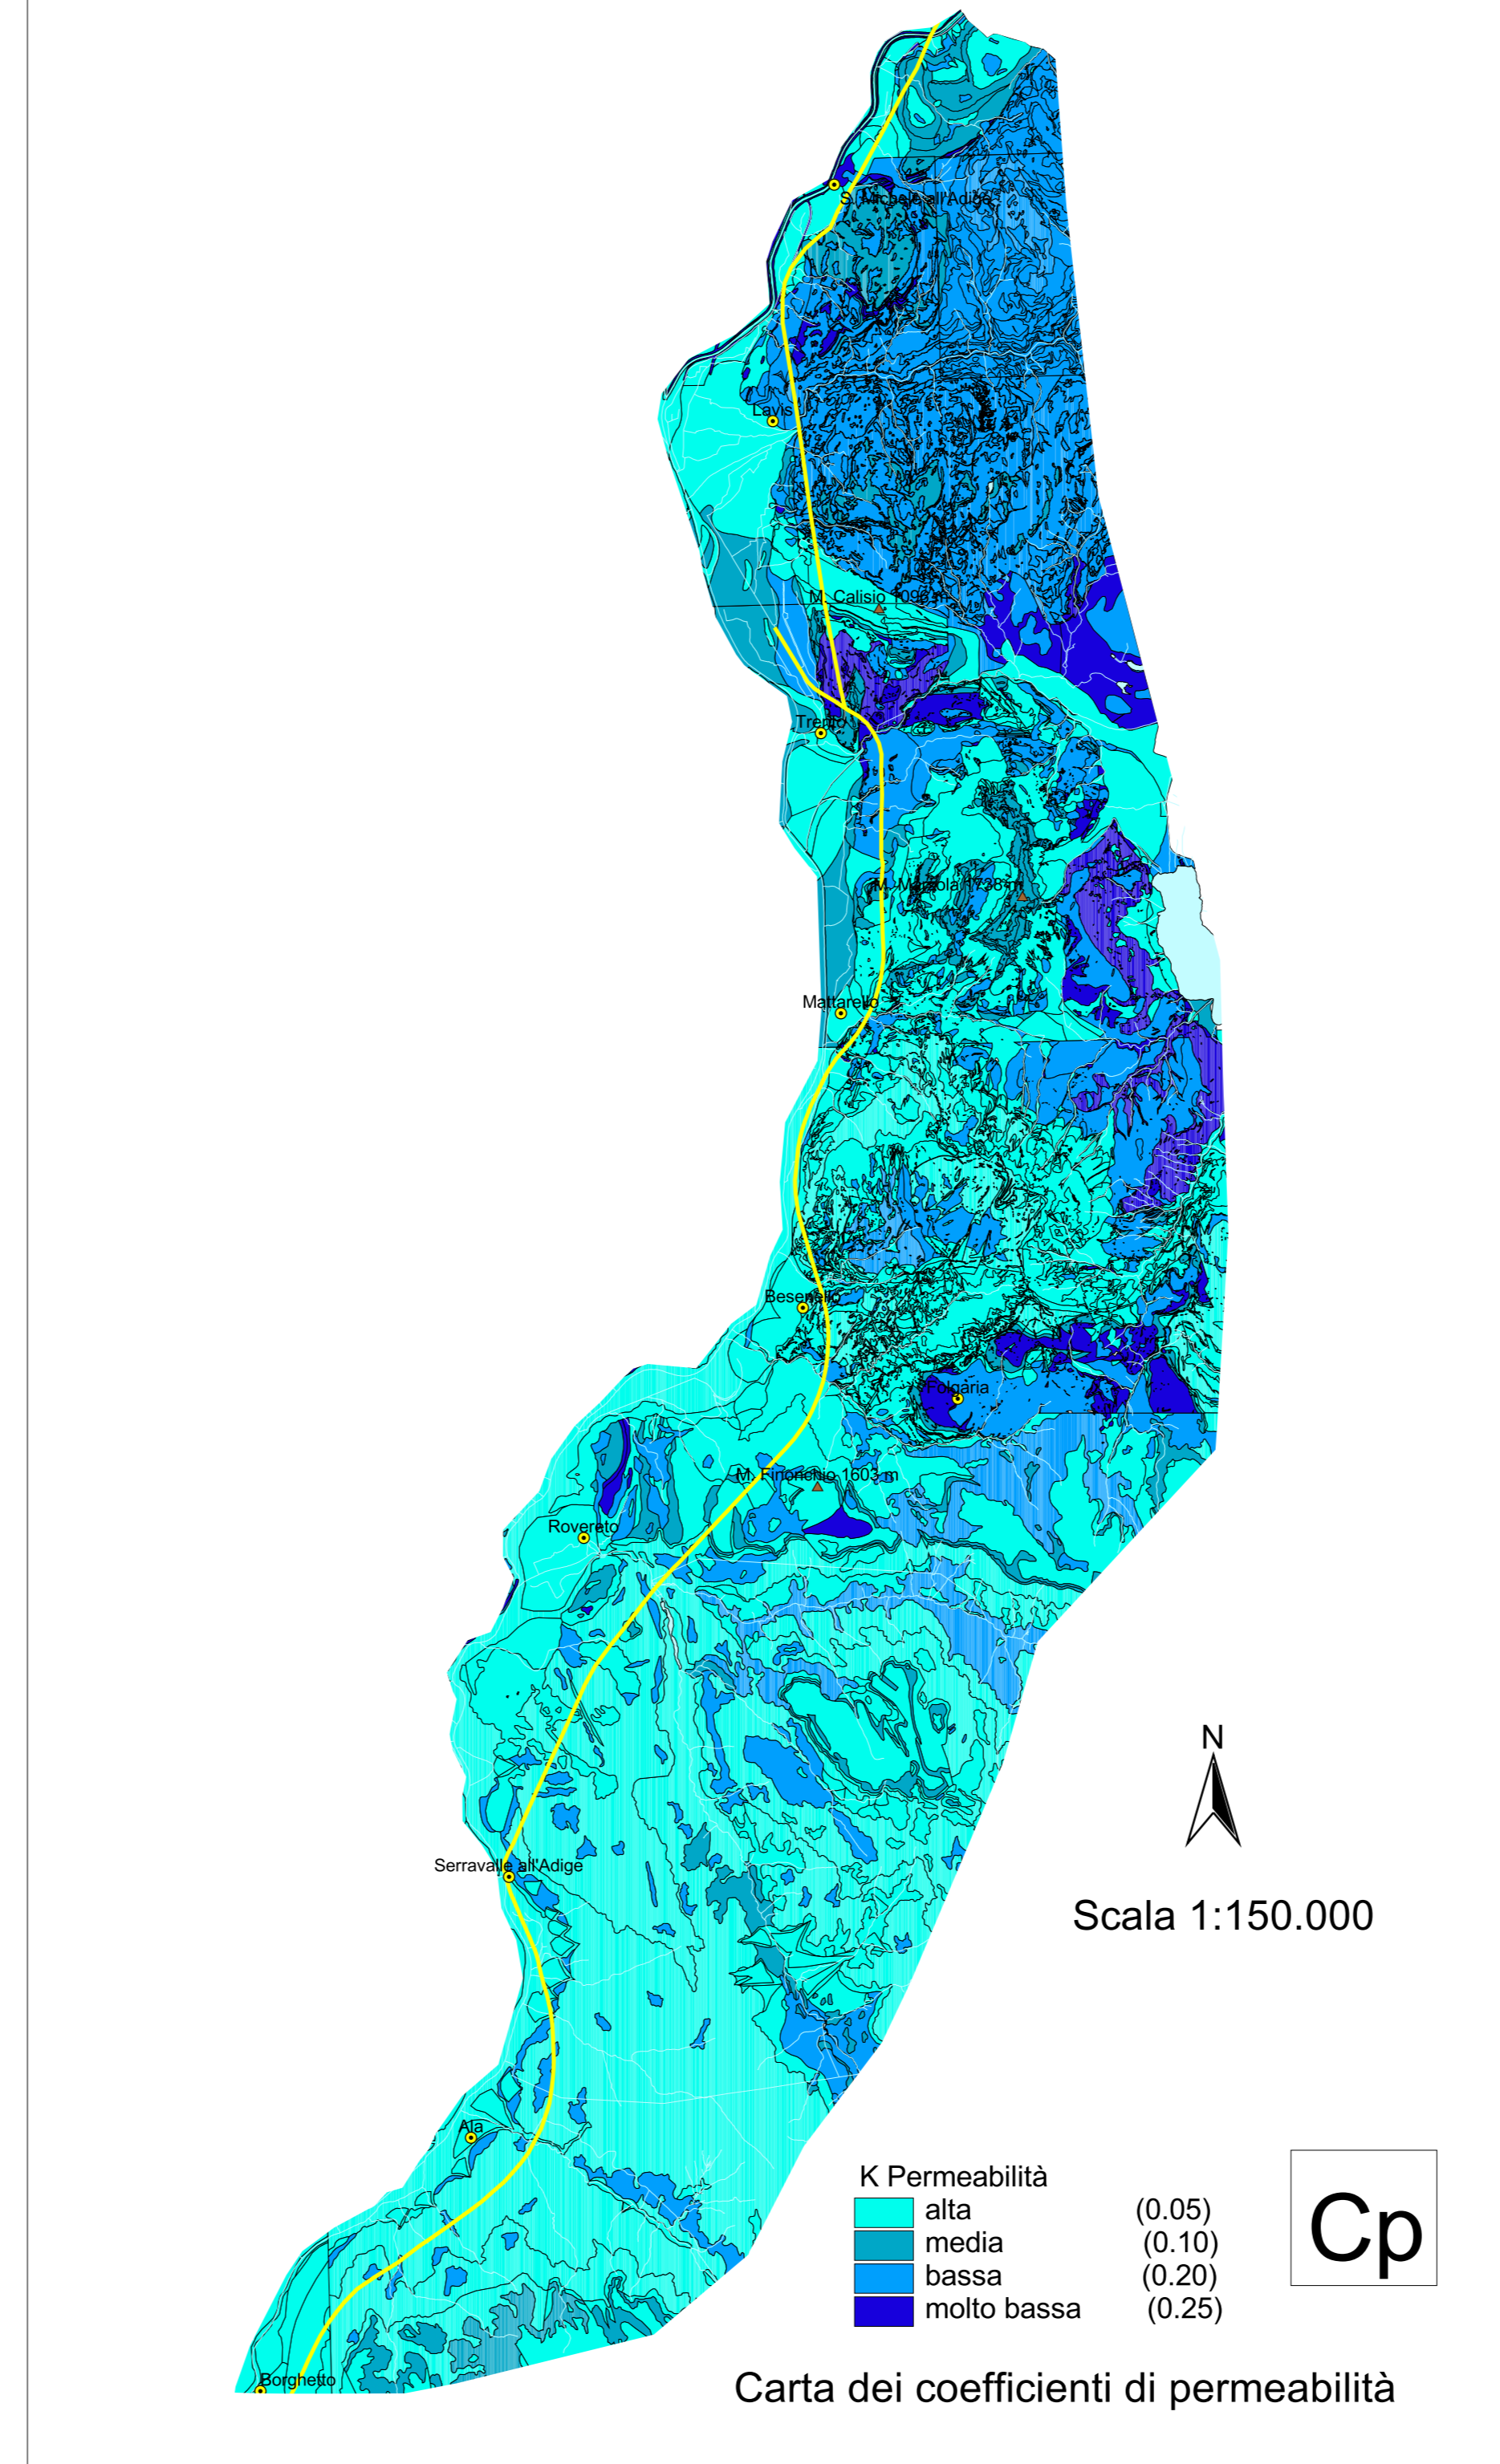 S. Michele all'Adige
Lavis
M. Calisio 1096 m
Trento
M. Marzola 1738 m
Mattarello
Besenello
Folgaria
M. Finonchio 1603 m
Rovereto
N
Serravalle all'Adige
Scala 1:150.000
Ala
K Permeabilità
alta (0.05)
media (0.10)
bassa (0.20)
molto bassa (0.25)
Cp
Borghetto
Carta dei coefficienti di permeabilità